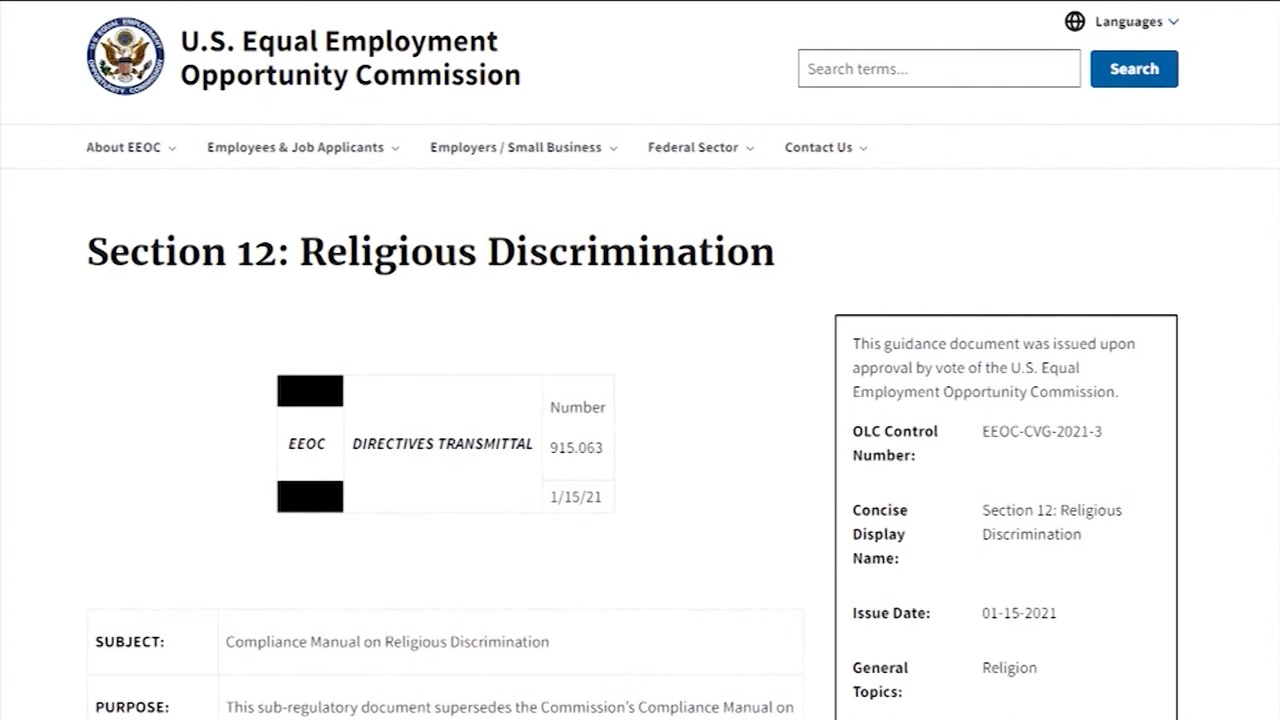 Languages
U.S. Equal Employment
Opportunity Commission
Search terms...
Search
About EEOC
Employees & Job Applicants
Employers / Small Business
Federal Sector
Contact Us
Section 12: Religious Discrimination
EEOC
DIRECTIVES TRANSMITTAL
Number
915.063
1/15/21
SUBJECT:
Compliance Manual on Religious Discrimination
PURPOSE:
This sub-regulatory document supersedes the Commission's Compliance Manual on
This guidance document was issued upon
approval by vote of the U.S. Equal
Employment Opportunity Commission.
OLC Control
Number:
EEOC-CVG-2021-3
Concise
Display
Name:
Section 12: Religious
Discrimination
Issue Date:
01-15-2021
General
Topics:
Religion